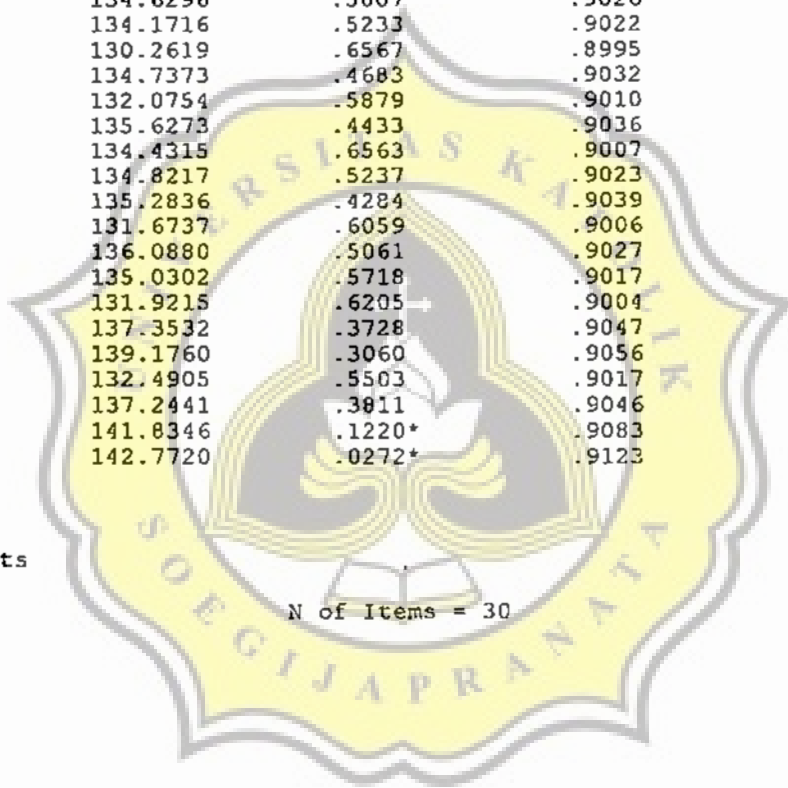 134.1716 .5233 .9022
130.2619 .6567 .8995
134.7373 .4683 .9032
132.0754 .5879 .9010
135.6273 .4433 .9036
134.4315 .6563 .9007
134.8217 .5237 .9023
135.2836 .4284 .9039
131.6737 .6059 .9006
136.0880 .5061 .9027
135.0302 .5718 .9017
131.9215 .6205 .9004
137.3532 .3728 .9047
139.1760 .3060 .9056
132.4905 .5503 .9017
137.2441 .3811 .9046
141.8346 .1220* .9083
142.7720 .0272* .9123
ts
N of Items = 30
UNIVERSITAS KATOLIK
SOEGIJAPRANATA